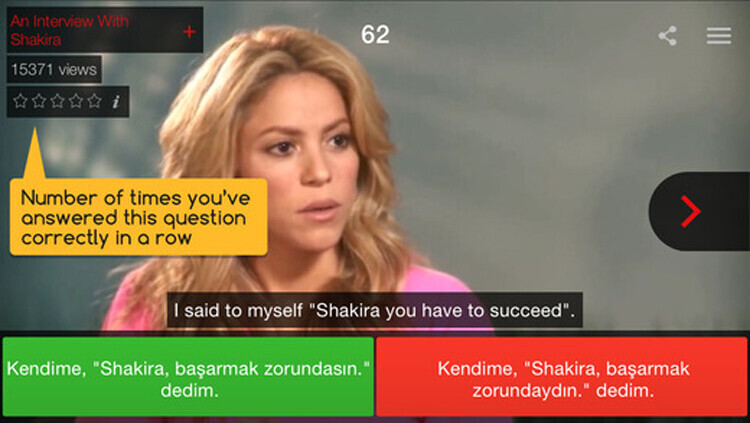 An Interview With
Shakira
+
62
15371 views
i
Number of times you've
answered this question
correctly in a row
I said to myself "Shakira you have to succeed".
Kendime, "Shakira, başarmak zorundasın."
dedim.
Kendime, "Shakira, başarmak
zorundaydın." dedim.